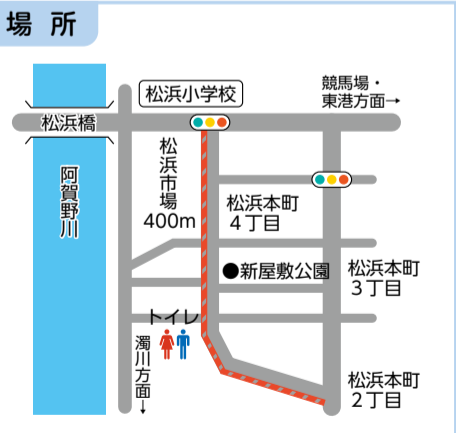 場所
松浜小学校
競馬場・
東港方面→
松浜橋
松浜市場
400m
阿賀野川
松浜本町
４丁目
●新屋敷公園
松浜本町
３丁目
トイレ
濁川方面→
松浜本町
２丁目